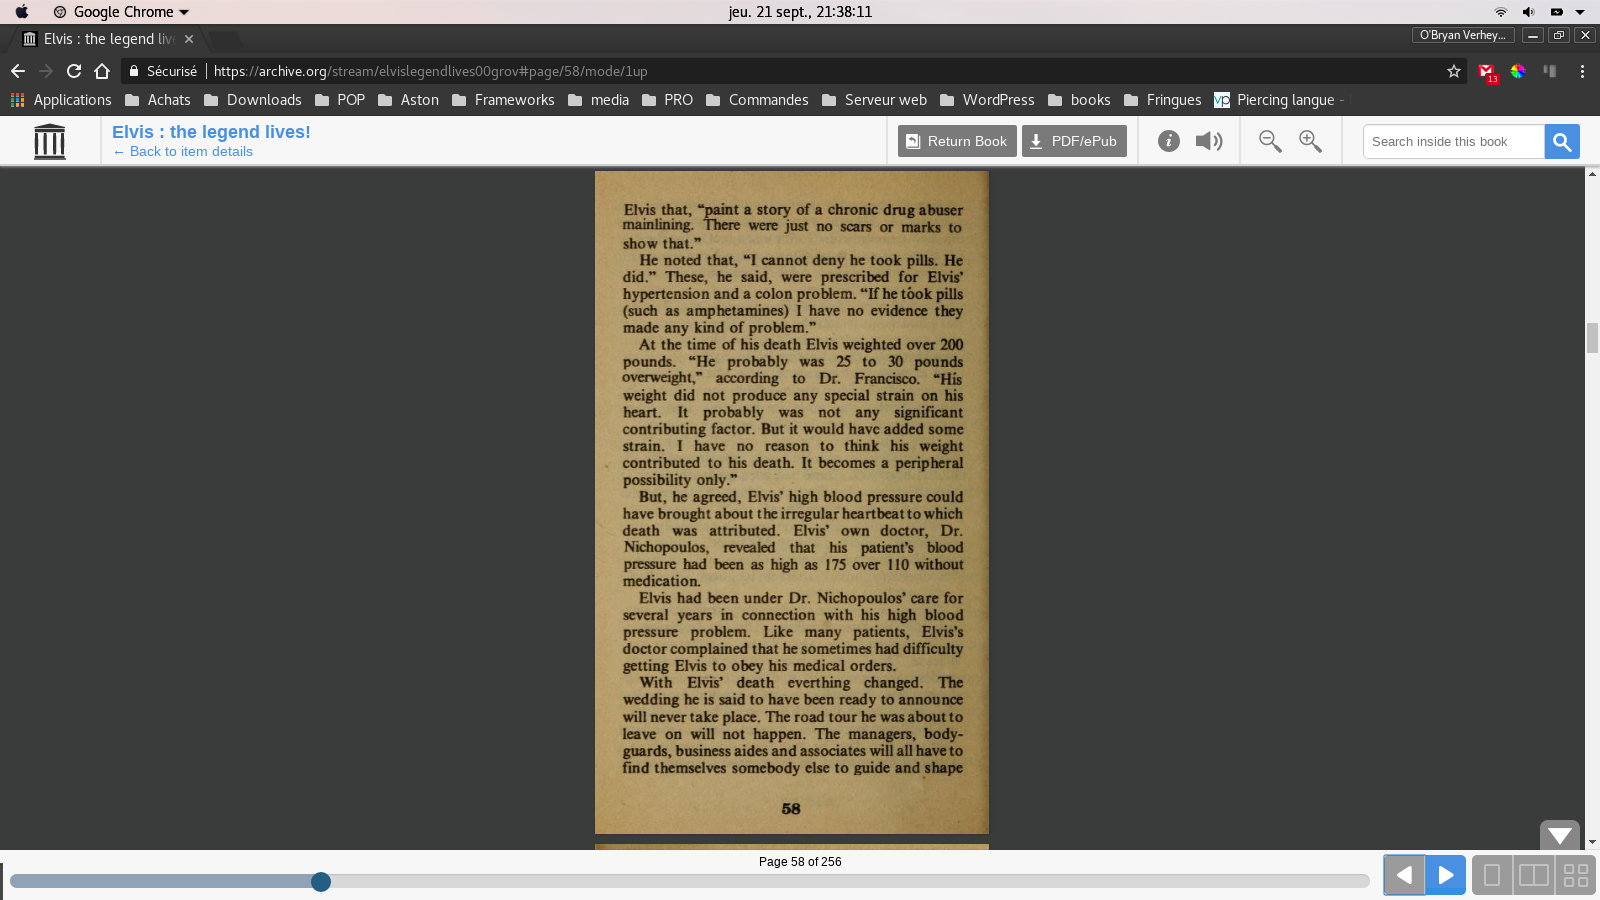 Google Chrome
jeu. 21 sept., 21:38:11
Elvis : the legend live
O'Bryan Verhey...
Sécurisé
https://archive.org/stream/elvislegendlives00grov#page/58/mode/1up
13
Applications
Achats
Downloads
POP
Aston
Frameworks
media
PRO
Commandes
Serveur web
WordPress
books
Fringues
vp
Piercing langue -
Elvis : the legend lives!
← Back to item details
Return Book
PDF/ePub
Search inside this book
Elvis that, “paint a story of a chronic drug abuser
mainlining. There were just no scars or marks to
show that.”
He noted that, “I cannot deny he took pills. He
did.” These, he said, were prescribed for Elvis’
hypertension and a colon problem. “If he took pills
(such as amphetamines) I have no evidence they
made any kind of problem.”
At the time of his death Elvis weighted over 200
pounds. “He probably was 25 to 30 pounds
overweight,” according to Dr. Francisco. “His
weight did not produce any special strain on his
heart. It probably was not any significant
contributing factor. But it would have added some
strain. I have no reason to think his weight
contributed to his death. It becomes a peripheral
possibility only.”
But, he agreed, Elvis’ high blood pressure could
have brought about the irregular heartbeat to which
death was attributed. Elvis’ own doctor, Dr.
Nichopoulos, revealed that his patient’s blood
pressure had been as high as 175 over 110 without
medication.
Elvis had been under Dr. Nichopoulos’ care for
several years in connection with his high blood
pressure problem. Like many patients, Elvis’s
doctor complained that he sometimes had difficulty
getting Elvis to obey his medical orders.
With Elvis’ death everthing changed. The
wedding he is said to have been ready to announce
will never take place. The road tour he was about to
leave on will not happen. The managers, body-
guards, business aides and associates will all have to
find themselves somebody else to guide and shape
58
Page 58 of 256